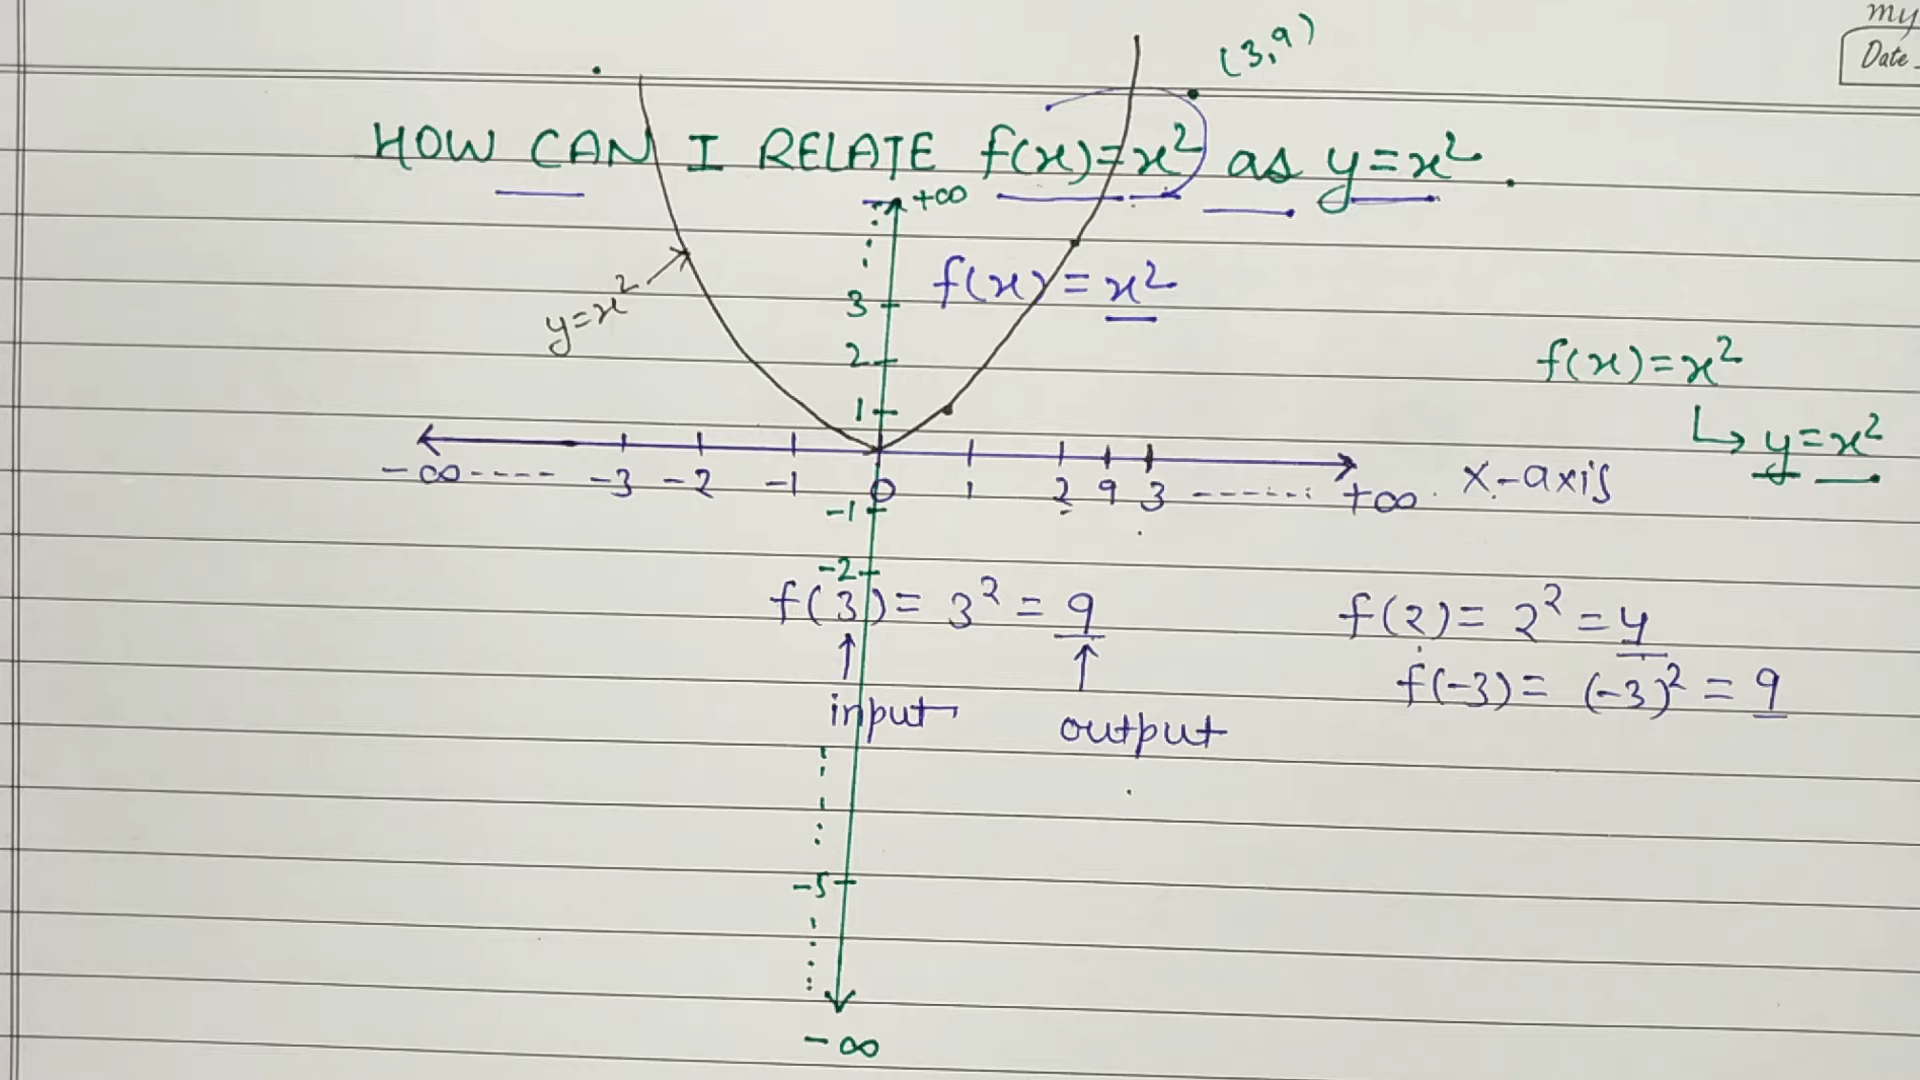 my
Date
(3,9)
HOW CAN I RELATE f(x)=x² as y=x².
+∞
f(x)=x²
y=x²
3
2
1
f(x)=x²
↳ y=x²
-∞---- -3 -2 -1 0 1 2 9 3 ------ +∞ x-axis
-1
-2
f(3)= 3² = 9
f(2)= 2² = 4
f(-3)= (-3)² = 9
input
output
-5
-∞